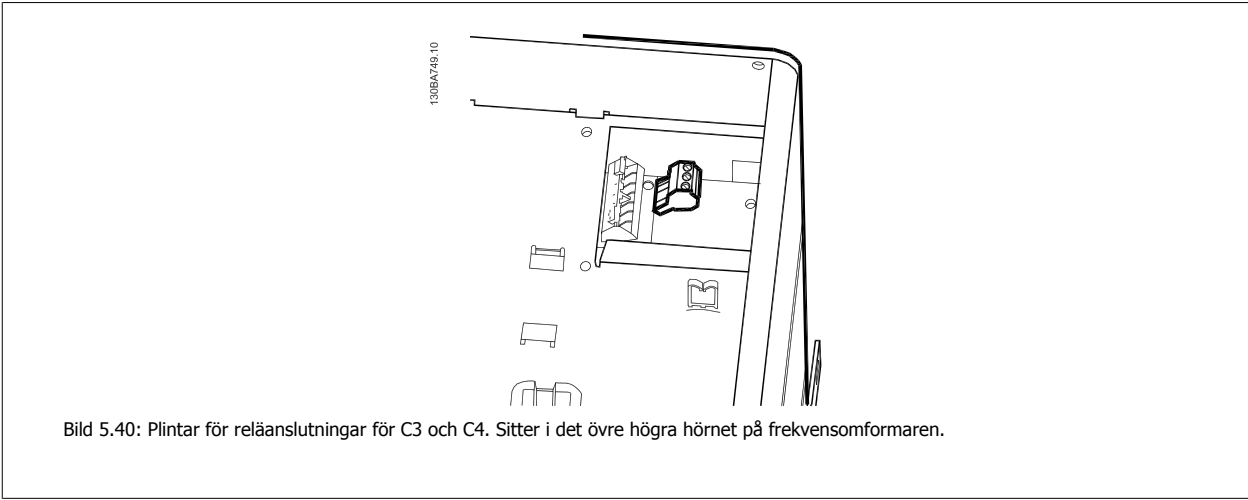 130BA749.10
Bild 5.40: Plintar för reläanslutningar för C3 och C4. Sitter i det övre högra hörnet på frekvensomformaren.